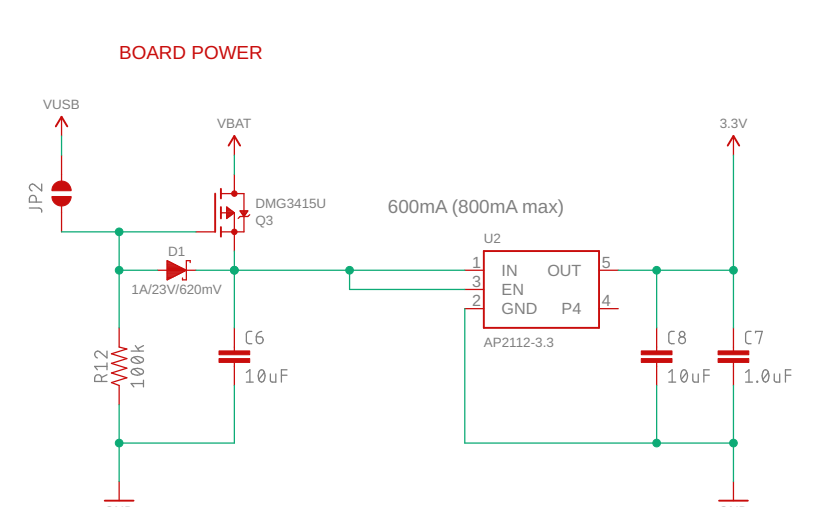 BOARD POWER
VUSB
VBAT
3.3V
JP2
DMG3415U
Q3
600mA (800mA max)
U2
D1
1A/23V/620mV
1 IN OUT 5
3 EN
2 GND P4 4
AP2112-3.3
R12
100k
C6
10uF
C8
10uF
C7
1.0uF